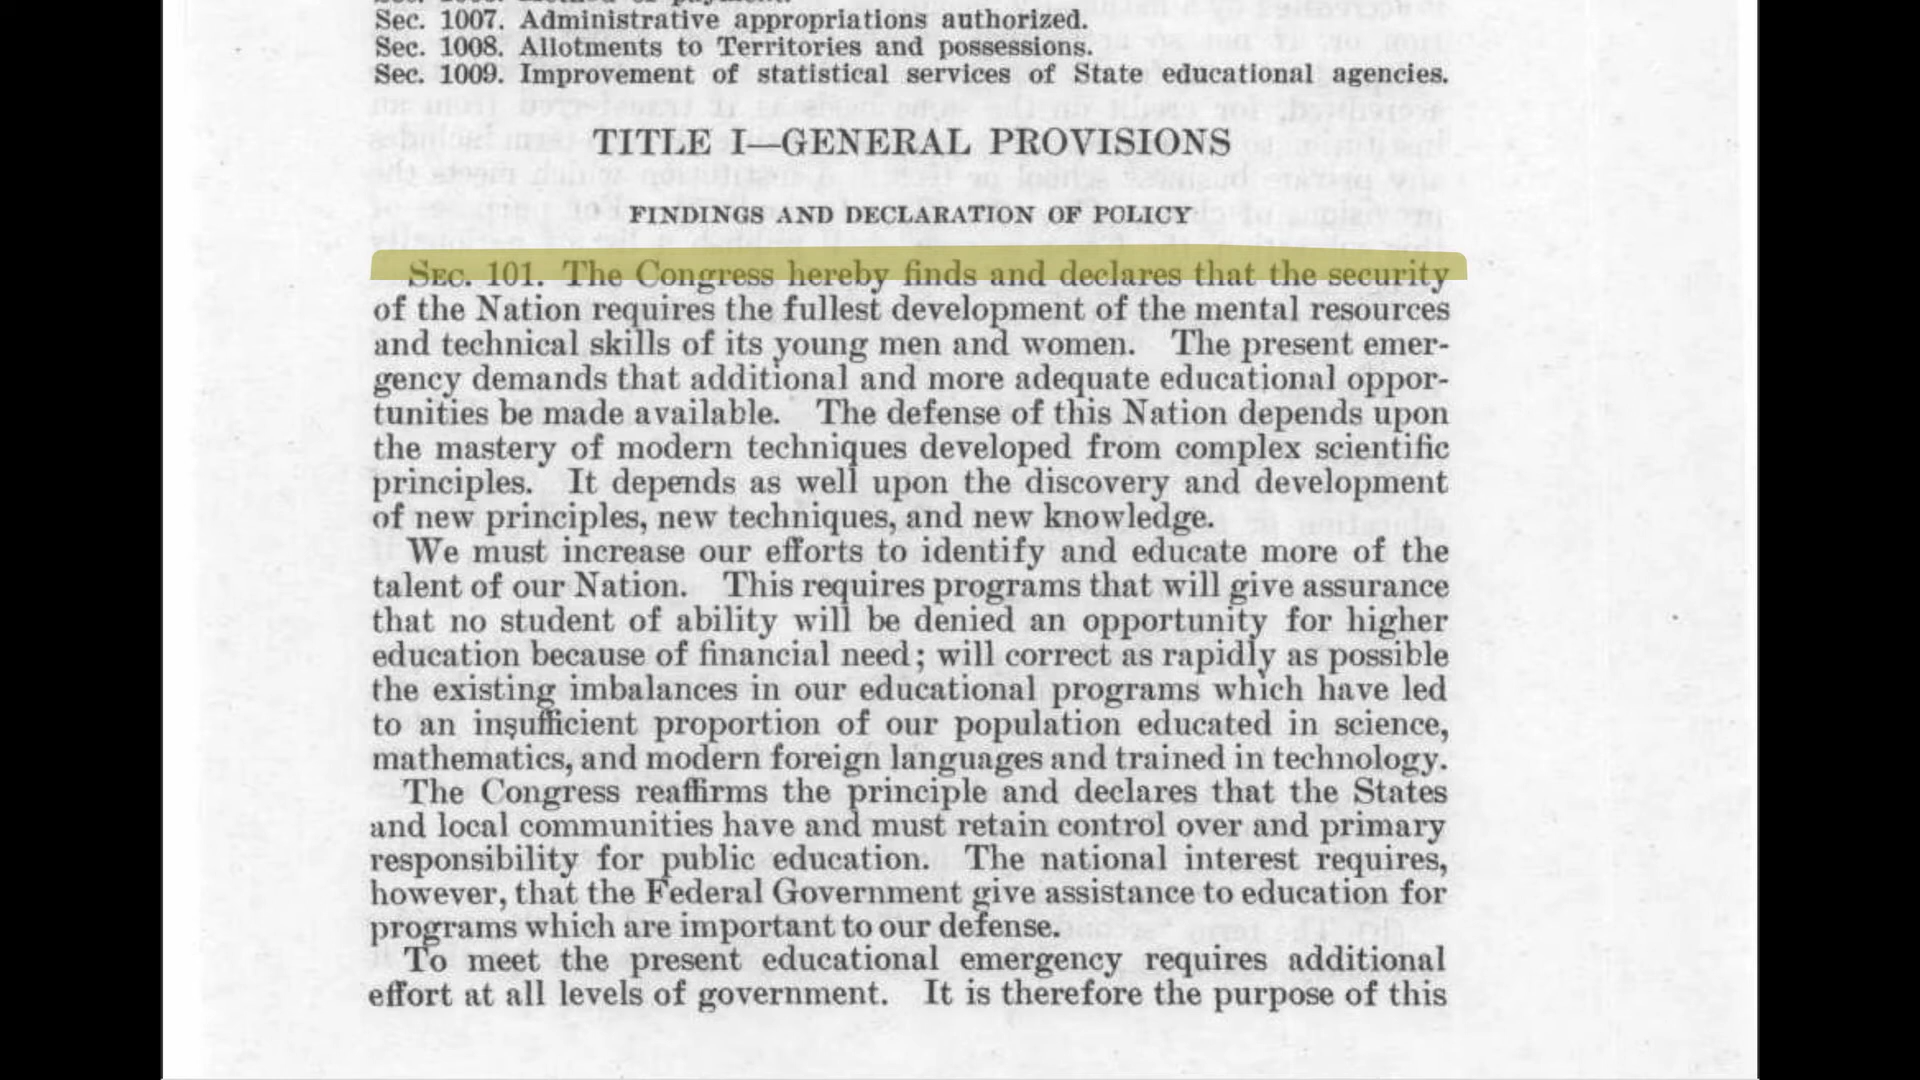 Sec. 1007. Administrative appropriations authorized.
Sec. 1008. Allotments to Territories and possessions.
Sec. 1009. Improvement of statistical services of State educational agencies.
TITLE I—GENERAL PROVISIONS
FINDINGS AND DECLARATION OF POLICY
SEC. 101. The Congress hereby finds and declares that the security
of the Nation requires the fullest development of the mental resources
and technical skills of its young men and women. The present emer-
gency demands that additional and more adequate educational oppor-
tunities be made available. The defense of this Nation depends upon
the mastery of modern techniques developed from complex scientific
principles. It depends as well upon the discovery and development
of new principles, new techniques, and new knowledge.
We must increase our efforts to identify and educate more of the
talent of our Nation. This requires programs that will give assurance
that no student of ability will be denied an opportunity for higher
education because of financial need; will correct as rapidly as possible
the existing imbalances in our educational programs which have led
to an insufficient proportion of our population educated in science,
mathematics, and modern foreign languages and trained in technology.
The Congress reaffirms the principle and declares that the States
and local communities have and must retain control over and primary
responsibility for public education. The national interest requires,
however, that the Federal Government give assistance to education for
programs which are important to our defense.
To meet the present educational emergency requires additional
effort at all levels of government. It is therefore the purpose of this